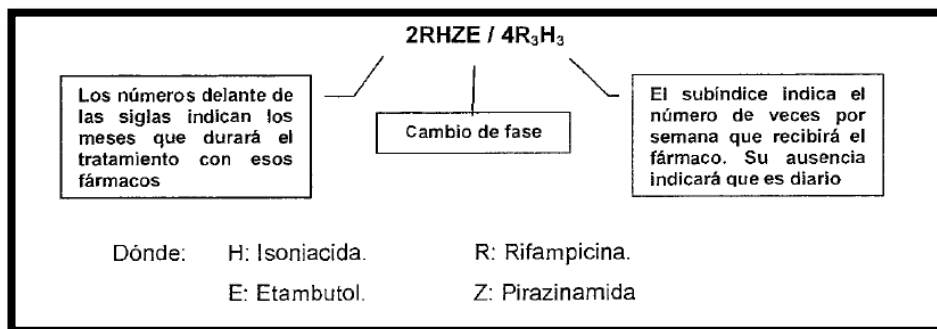 2RHZE / 4R₃H₃
Los números delante de
las siglas indican los
meses que durará el
tratamiento con esos
fármacos
Cambio de fase
El subíndice indica el
número de veces por
semana que recibirá el
fármaco. Su ausencia
indicará que es diario
Dónde: H: Isoniacida. R: Rifampicina.
E: Etambutol. Z: Pirazinamida